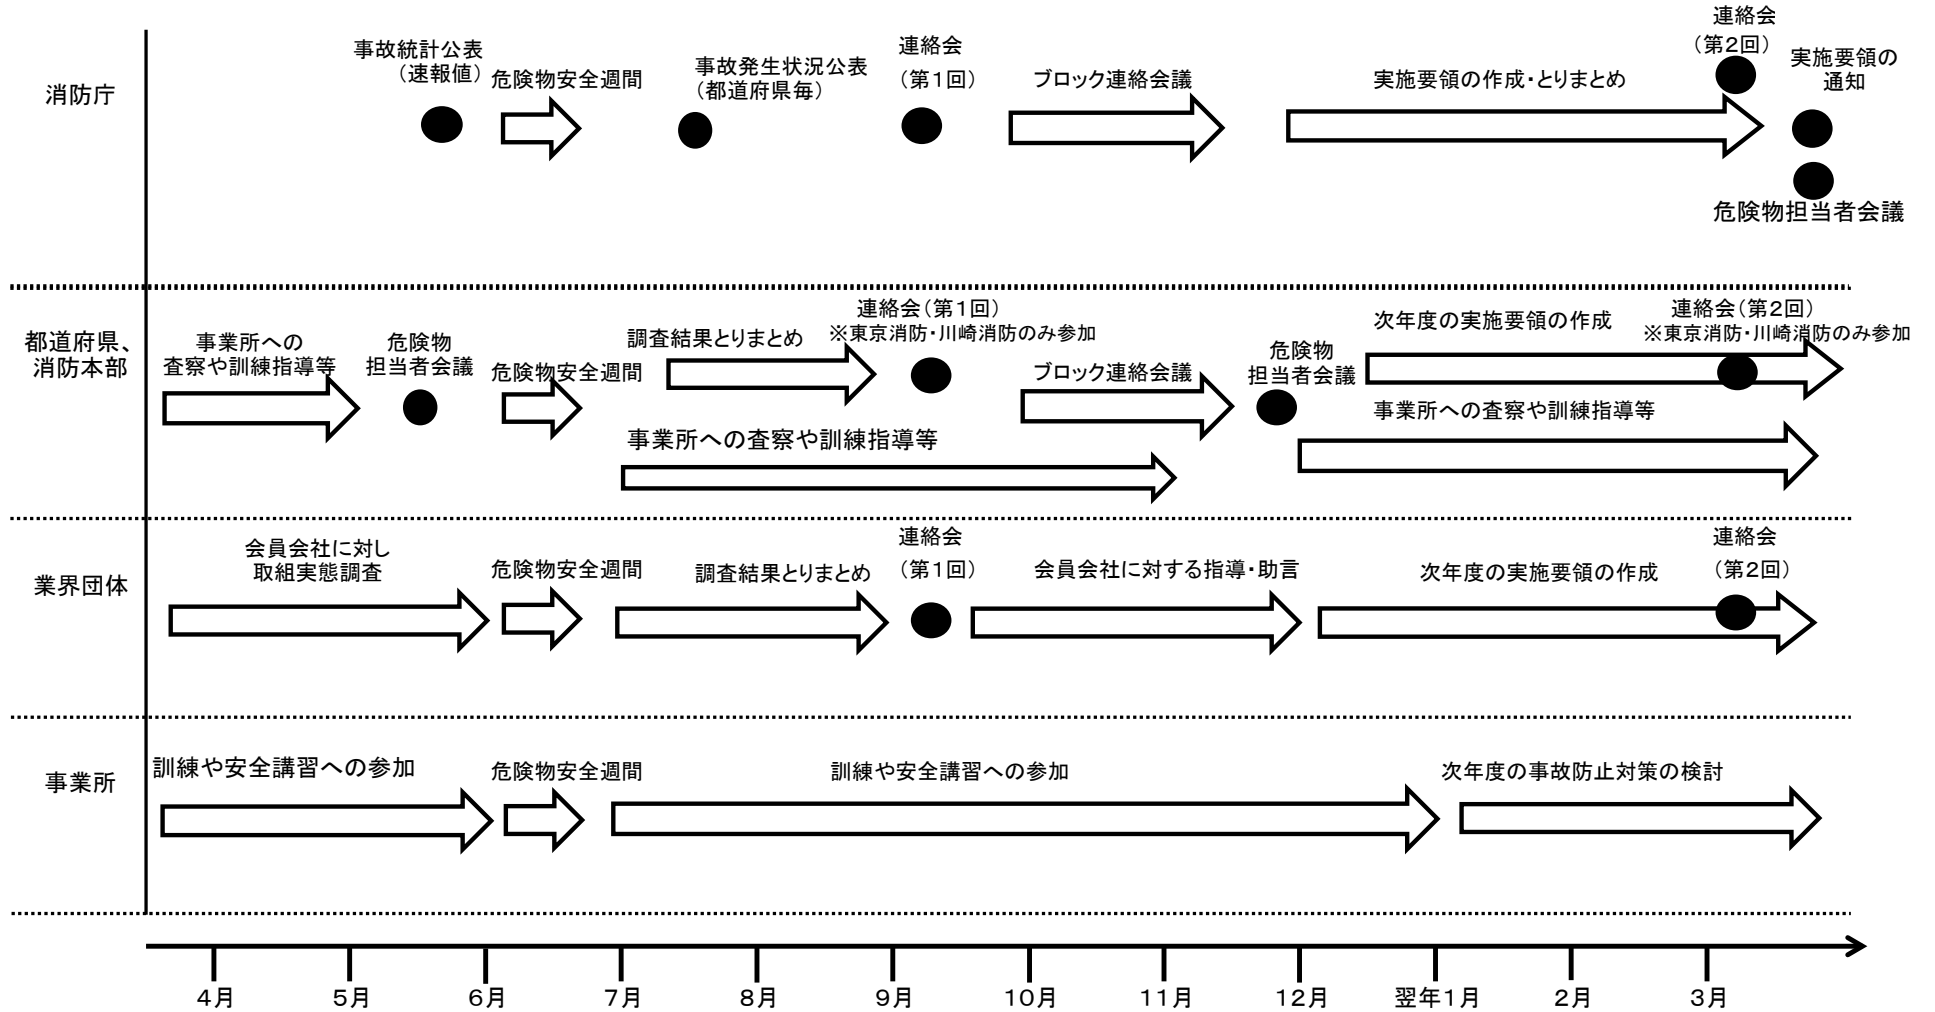 消防庁
事故統計公表
（速報値）
危険物安全週間
事故発生状況公表
（都道府県毎）
連絡会
（第１回）
ブロック連絡会議
実施要領の作成・とりまとめ
連絡会
（第２回）
実施要領の
通知
危険物担当者会議
都道府県、
消防本部
事業所への
査察や訓練指導等
危険物
担当者会議
危険物安全週間
調査結果とりまとめ
連絡会（第１回）
※東京消防・川崎消防のみ参加
事業所への査察や訓練指導等
ブロック連絡会議
危険物
担当者会議
次年度の実施要領の作成
連絡会（第２回）
※東京消防・川崎消防のみ参加
事業所への査察や訓練指導等
業界団体
会員会社に対し
取組実態調査
危険物安全週間
調査結果とりまとめ
連絡会
（第１回）
会員会社に対する指導・助言
次年度の実施要領の作成
連絡会
（第２回）
事業所
訓練や安全講習への参加
危険物安全週間
訓練や安全講習への参加
次年度の事故防止対策の検討
４月 ５月 ６月 ７月 ８月 ９月 １０月 １１月 １２月 翌年１月 ２月 ３月